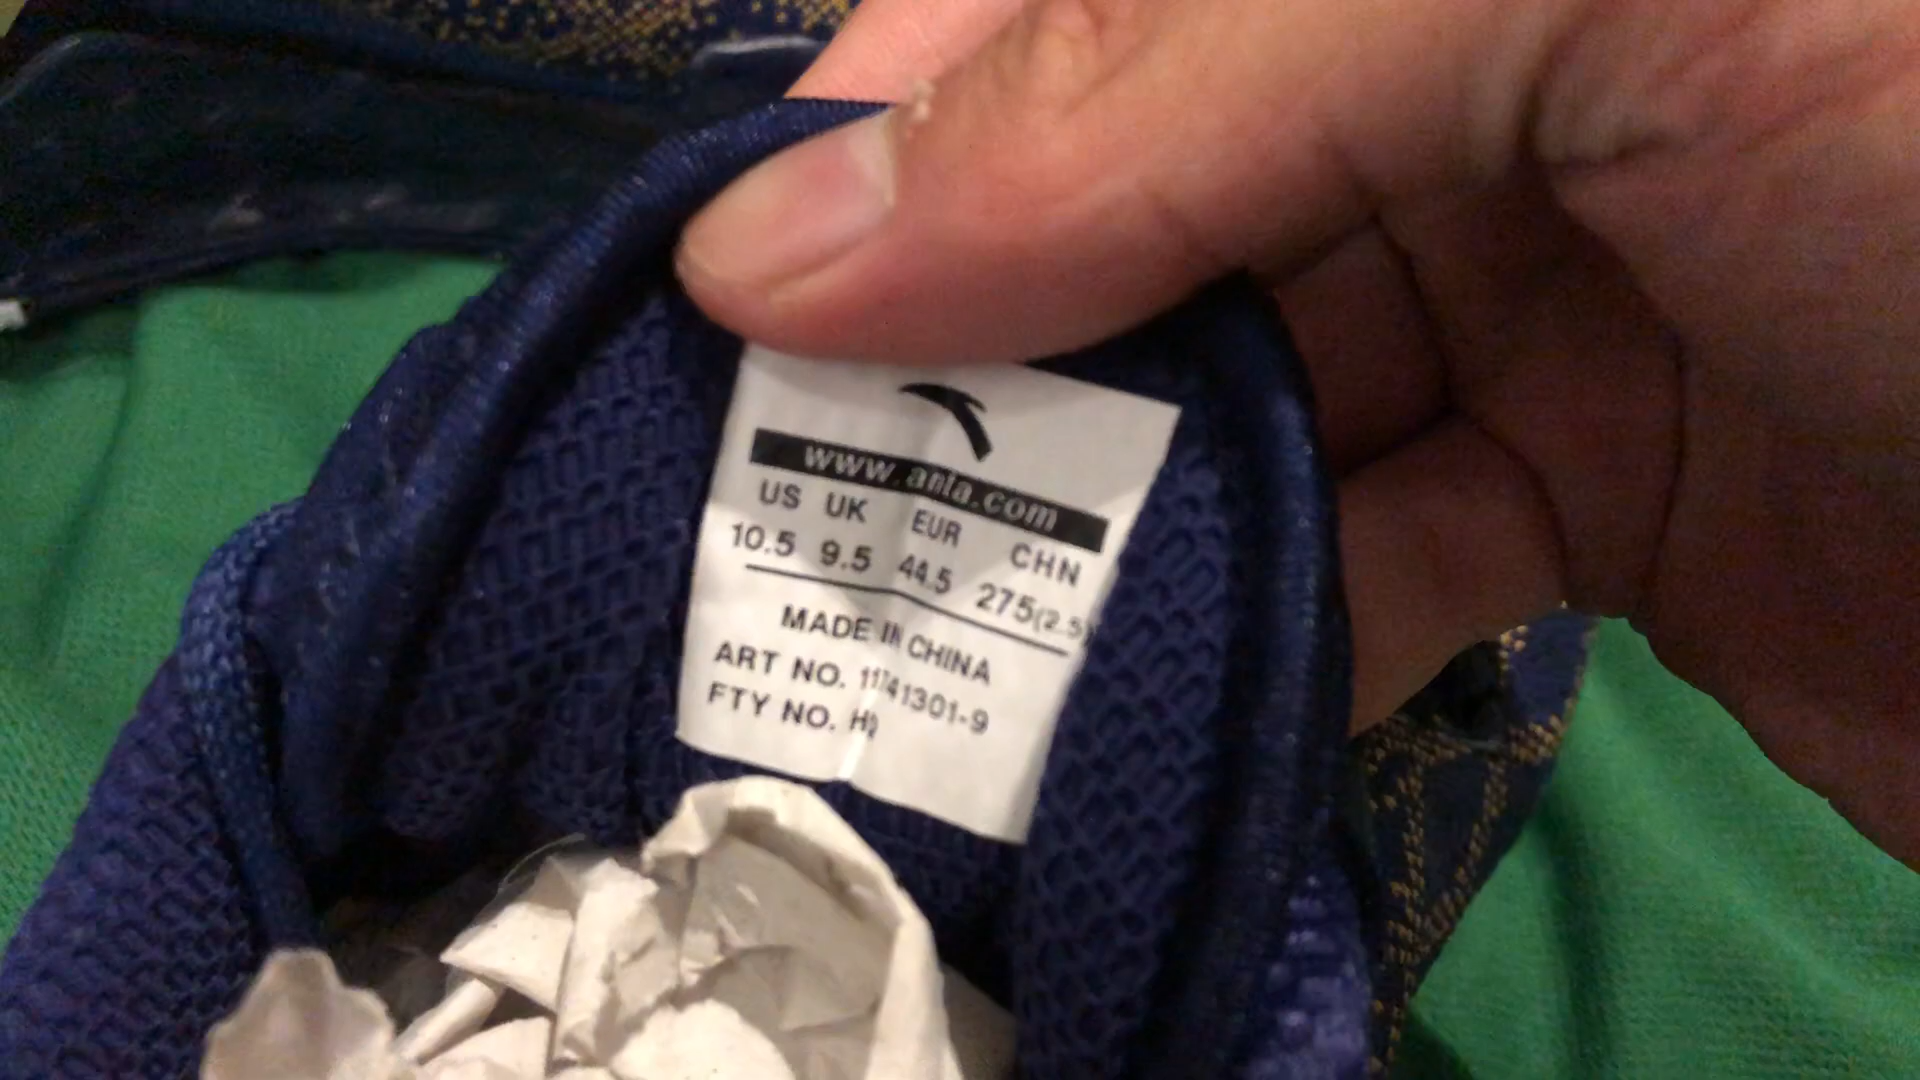 www.anta.com
US UK EUR CHN
10.5 9.5 44.5 275(2.5)
MADE IN CHINA
ART NO. 11741301-9
FTY NO.